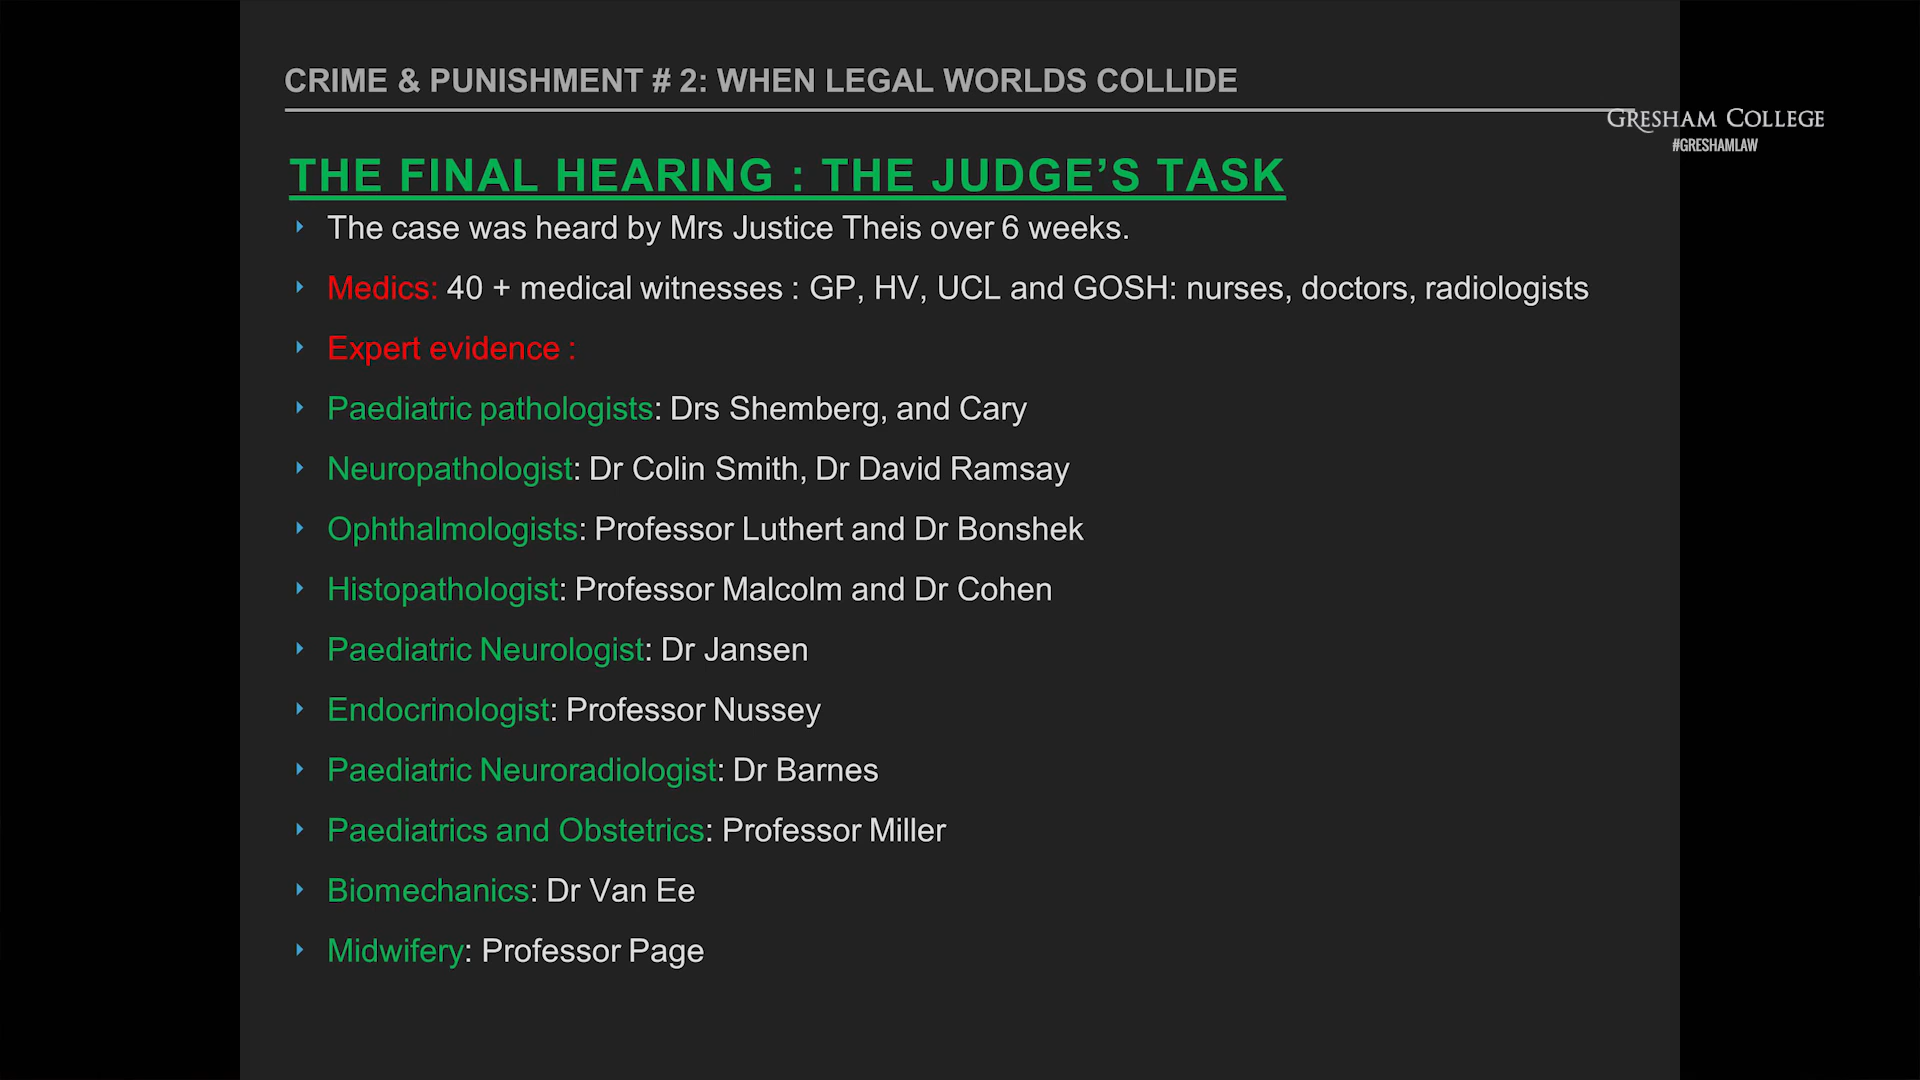 CRIME & PUNISHMENT # 2: WHEN LEGAL WORLDS COLLIDE
GRESHAM COLLEGE
#GRESHAMLAW
THE FINAL HEARING : THE JUDGE’S TASK
The case was heard by Mrs Justice Theis over 6 weeks.
Medics: 40 + medical witnesses : GP, HV, UCL and GOSH: nurses, doctors, radiologists
Expert evidence :
Paediatric pathologists: Drs Shemberg, and Cary
Neuropathologist: Dr Colin Smith, Dr David Ramsay
Ophthalmologists: Professor Luthert and Dr Bonshek
Histopathologist: Professor Malcolm and Dr Cohen
Paediatric Neurologist: Dr Jansen
Endocrinologist: Professor Nussey
Paediatric Neuroradiologist: Dr Barnes
Paediatrics and Obstetrics: Professor Miller
Biomechanics: Dr Van Ee
Midwifery: Professor Page